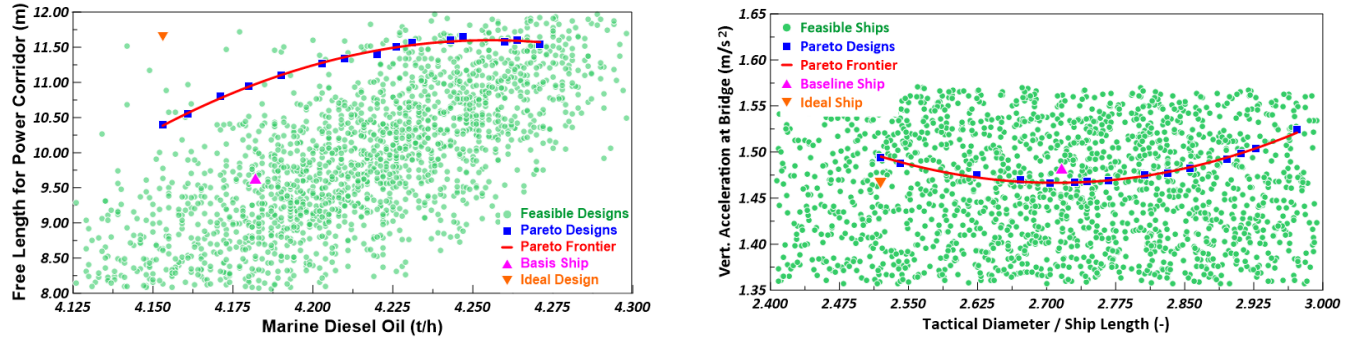 Free Length for Power Corridor (m)
12.00
11.50
11.00
10.50
10.00
9.50
9.00
8.50
8.00
4.125
4.150
4.175
4.200
4.225
4.250
4.275
4.300
Marine Diesel Oil (t/h)
Feasible Designs
Pareto Designs
Pareto Frontier
Basis Ship
Ideal Design
Vert. Acceleration at Bridge (m/s²)
1.65
1.60
1.55
1.50
1.45
1.40
1.35
2.400
2.475
2.550
2.625
2.700
2.775
2.850
2.925
3.000
Tactical Diameter / Ship Length (-)
Feasible Ships
Pareto Designs
Pareto Frontier
Baseline Ship
Ideal Ship